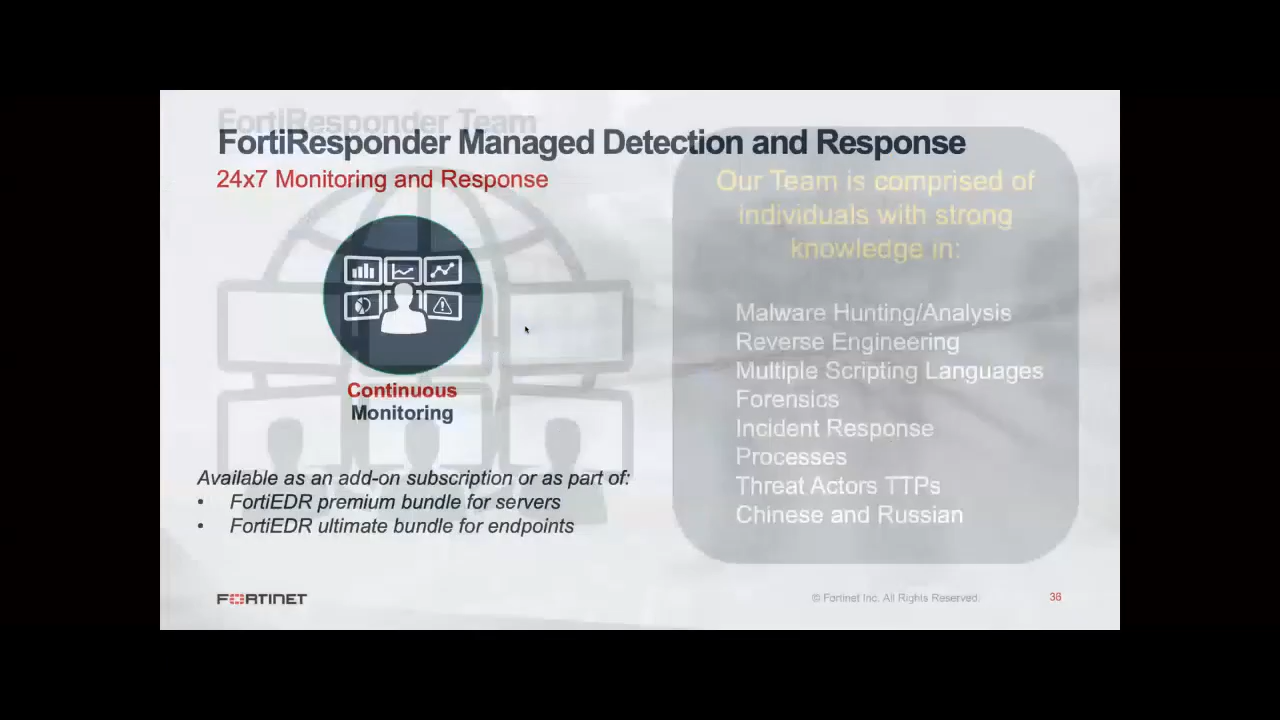 FortiResponder Team
FortiResponder Managed Detection and Response
24x7 Monitoring and Response
Our Team is comprised of
individuals with strong
knowledge in:
Malware Hunting/Analysis
Reverse Engineering
Multiple Scripting Languages
Forensics
Incident Response
Processes
Threat Actors TTPs
Chinese and Russian
Continuous
Monitoring
Available as an add-on subscription or as part of:
• FortiEDR premium bundle for servers
• FortiEDR ultimate bundle for endpoints
FORTINET
© Fortinet Inc. All Rights Reserved.
36